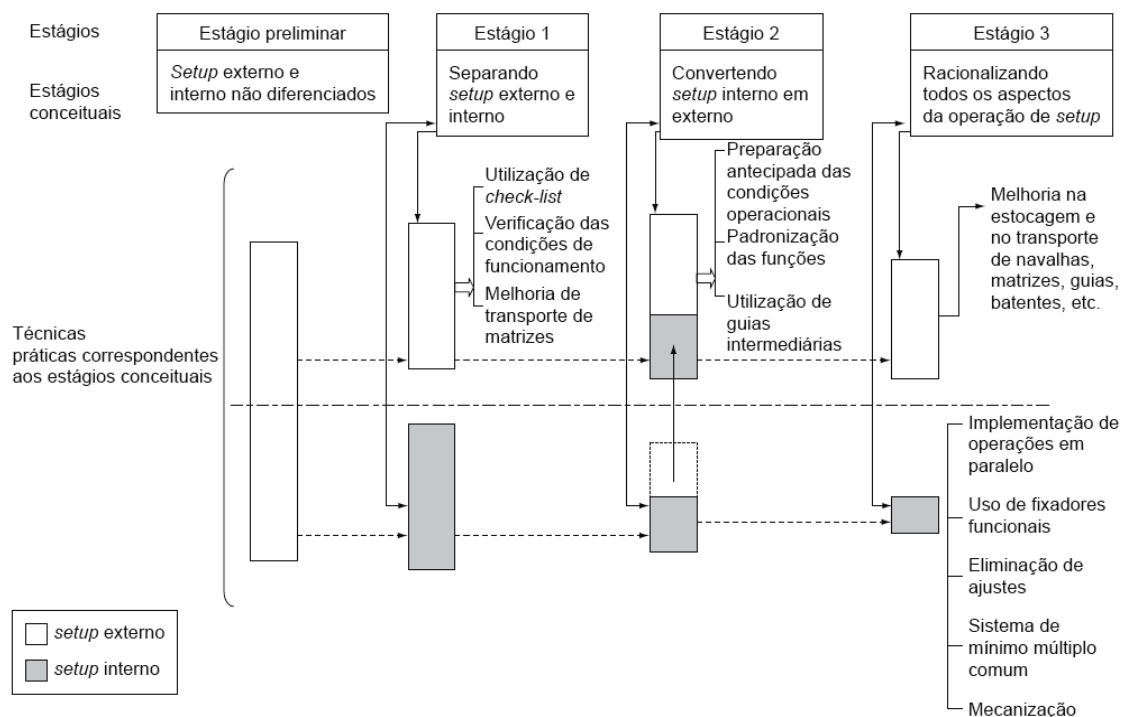 Estágios
Estágio preliminar
Estágio 1
Estágio 2
Estágio 3
Estágios
conceituais
Setup externo e
interno não diferenciados
Separando
setup externo e
interno
Convertendo
setup interno em
externo
Racionalizando
todos os aspectos
da operação de setup
Técnicas
práticas correspondentes
aos estágios conceituais
Utilização de
check-list
Verificação das
condições de
funcionamento
Melhoria de
transporte de
matrizes
Preparação
antecipada das
condições
operacionais
Padronização
das funções
Utilização de
guias
intermediárias
Melhoria na
estocagem e
no transporte
de navalhas,
matrizes, guias,
batentes, etc.
Implementação de
operações em
paralelo
Uso de fixadores
funcionais
Eliminação de
ajustes
Sistema de
mínimo múltiplo
comum
Mecanização
setup externo
setup interno